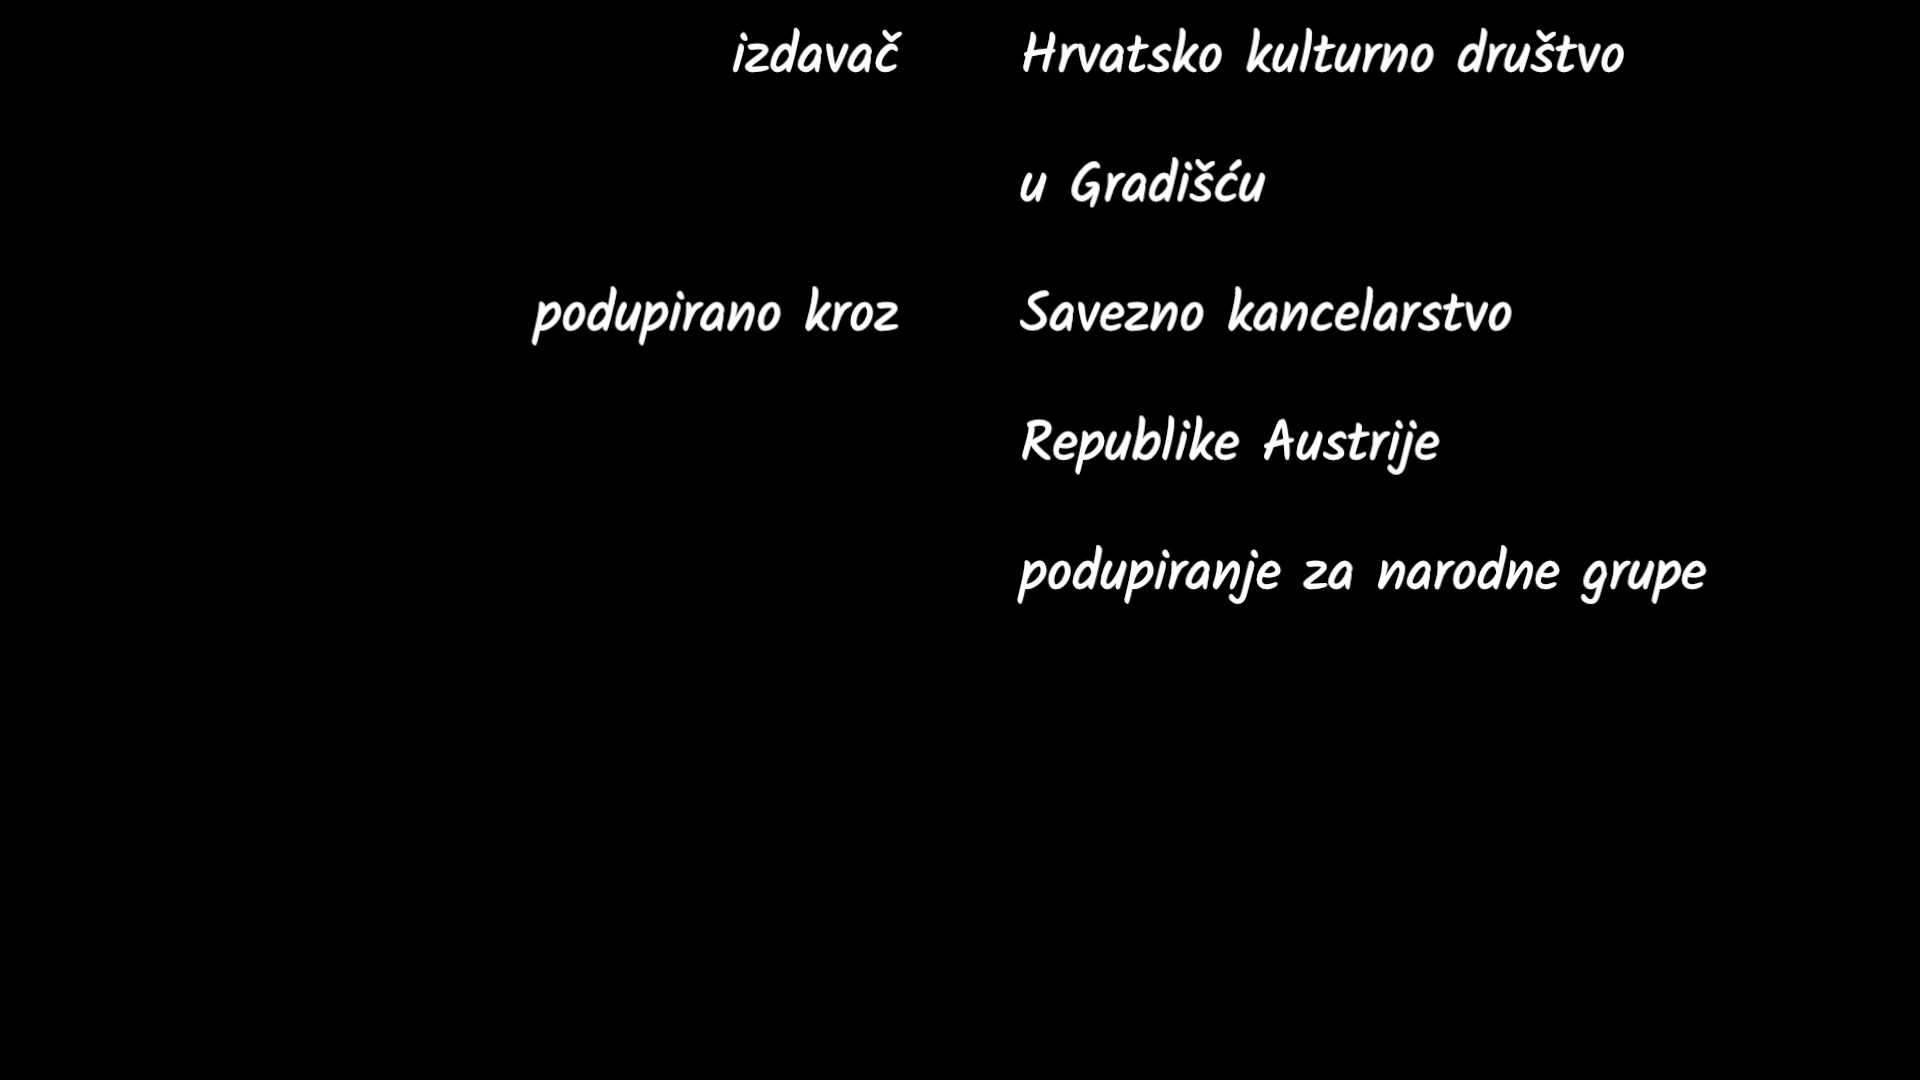 izdavač Hrvatsko kulturno društvo
u Gradišću
podupirano kroz Savezno kancelarstvo
Republike Austrije
podupiranje za narodne grupe